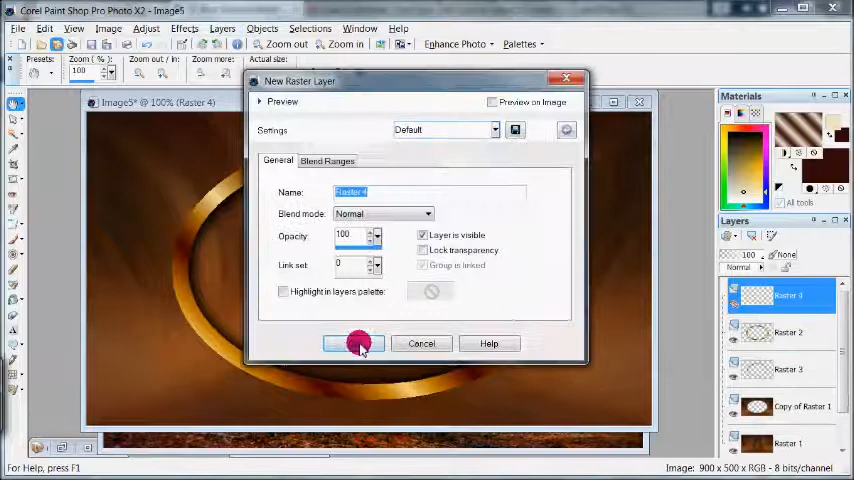 Corel Paint Shop Pro Photo X2 - Image5*
File Edit View Image Adjust Effects Layers Objects Selections Window Help
Zoom out Zoom in Enhance Photo Palettes
Presets: Zoom (%): Zoom out/in: Zoom more: Actual size:
100
Image5* @ 100% (Raster 4)
New Raster Layer
Preview
Preview on Image
Settings
Default
General
Blend Ranges
Name:
Raster 4
Blend mode:
Normal
Opacity:
100
Layer is visible
Lock transparency
Link set:
0
Group is linked
Highlight in layers palette:
Cancel
Help
Materials
All tools
Layers
100
None
Normal
Raster 4
Raster 2
Raster 3
Copy of Raster 1
Raster 1
For Help, press F1
Image: 900 x 500 x RGB - 8 bits/channel